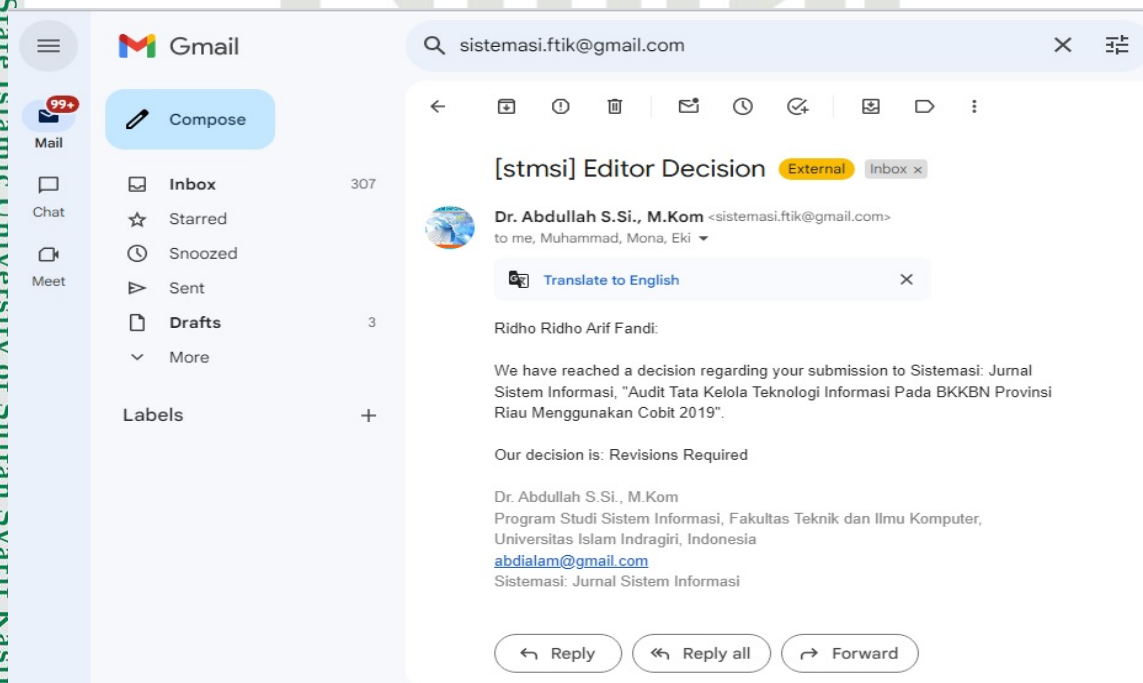 Gmail
sistemasi.ftik@gmail.com
99+
Mail
Chat
Meet
Compose
Inbox 307
Starred
Snoozed
Sent
Drafts 3
More
Labels
[stmsi] Editor Decision External Inbox ×
Dr. Abdullah S.Si., M.Kom <sistemasi.ftik@gmail.com>
to me, Muhammad, Mona, Eki
Translate to English
Ridho Ridho Arif Fandi:
We have reached a decision regarding your submission to Sistemasi: Jurnal
Sistem Informasi, "Audit Tata Kelola Teknologi Informasi Pada BKKBN Provinsi
Riau Menggunakan Cobit 2019".
Our decision is: Revisions Required
Dr. Abdullah S.Si., M.Kom
Program Studi Sistem Informasi, Fakultas Teknik dan Ilmu Komputer,
Universitas Islam Indragiri, Indonesia
abdialam@gmail.com
Sistemasi: Jurnal Sistem Informasi
Reply
Reply all
Forward